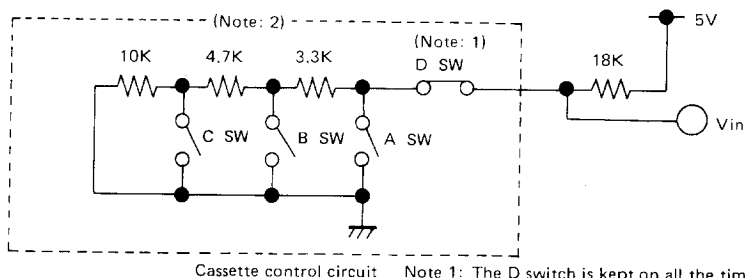 (Note: 2)
5V
10K
4.7K
3.3K
(Note: 1)
D SW
18K
C SW
B SW
A SW
Vin
Cassette control circuit
Note 1: The D switch is kept on all the tim